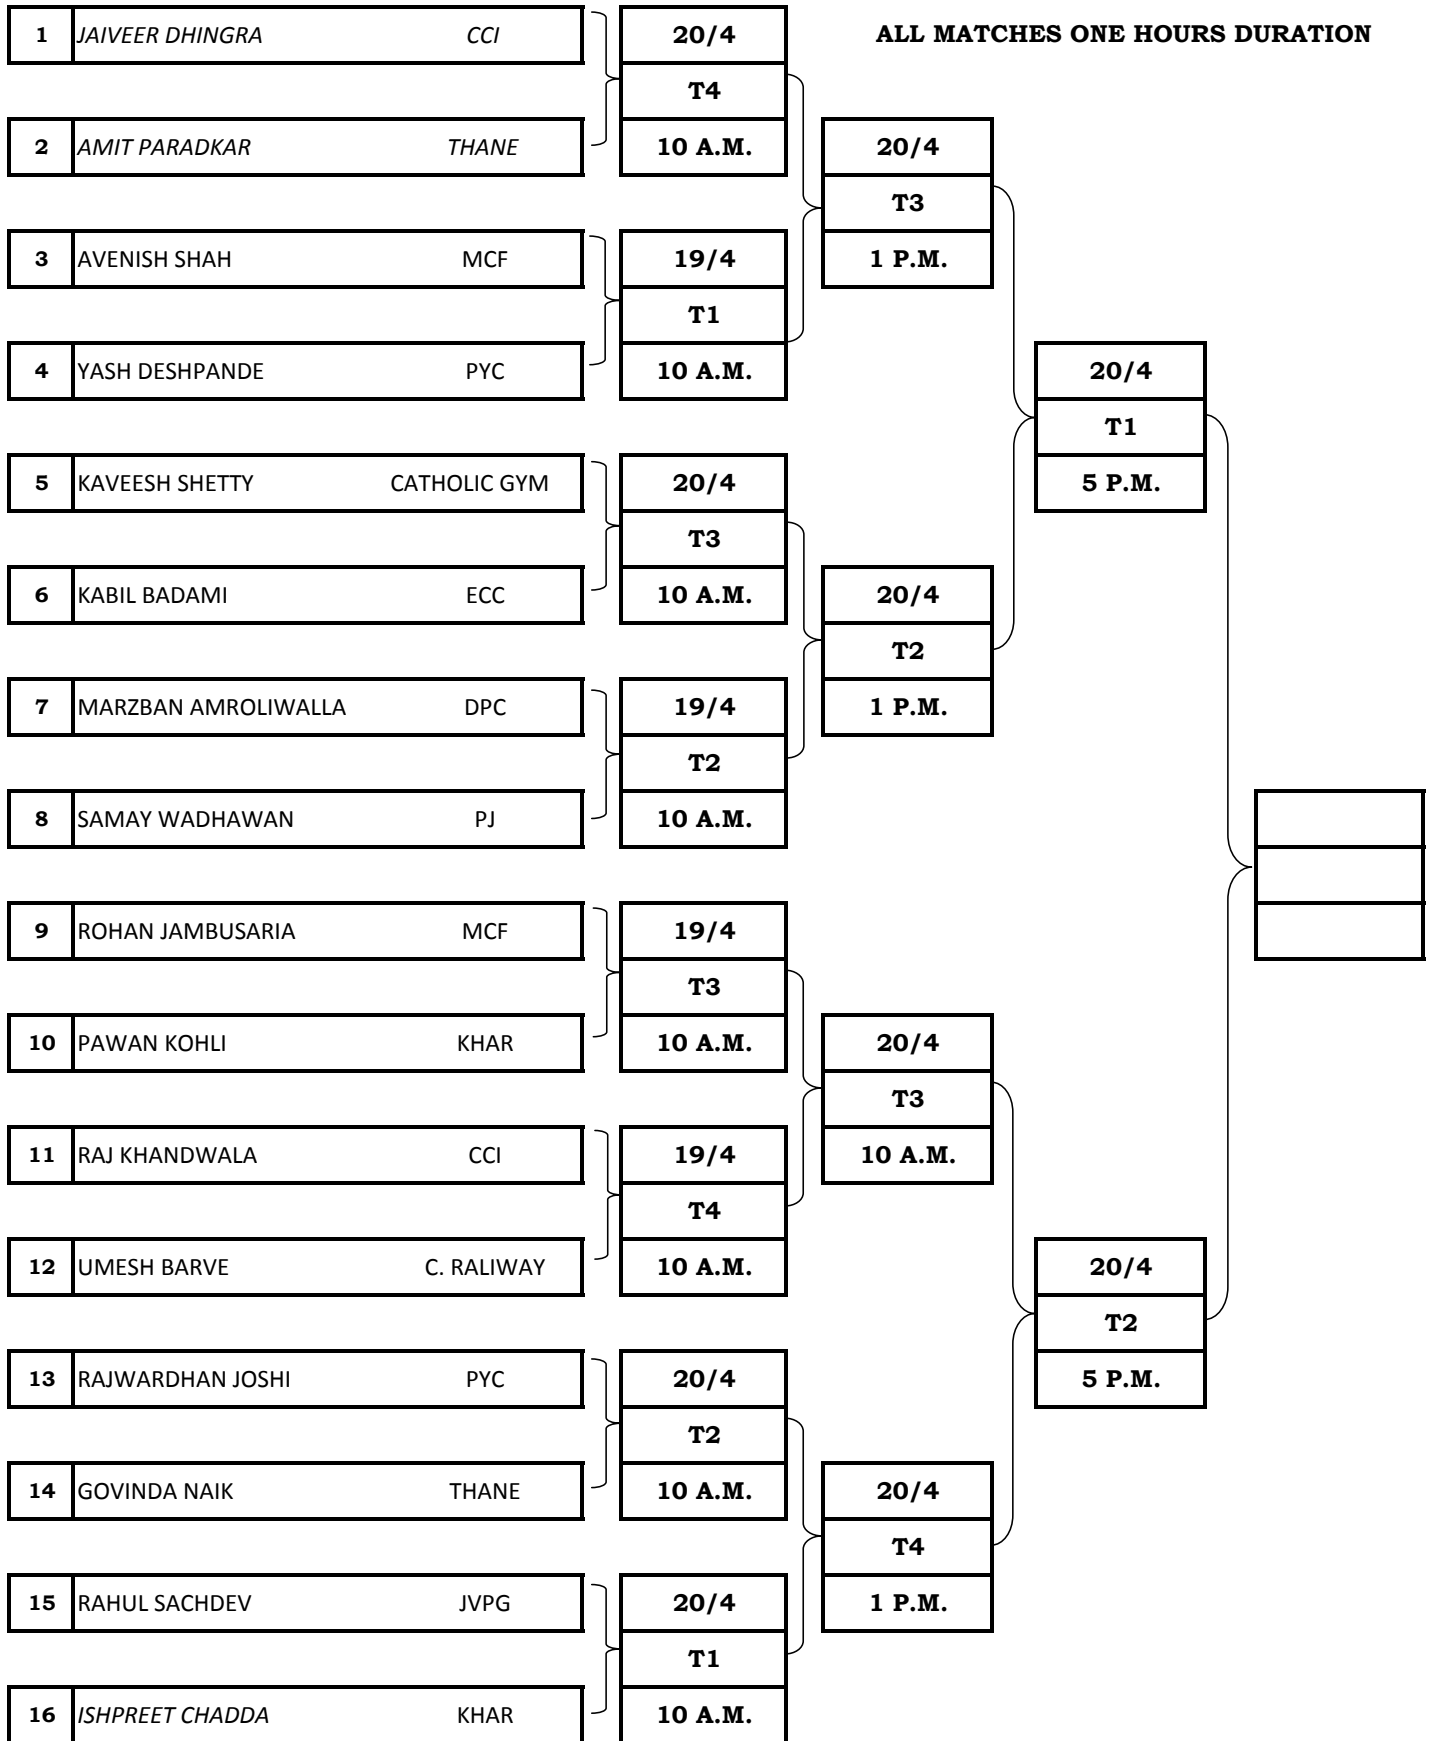 1 JAIVEER DHINGRA CCI 20/4 ALL MATCHES ONE HOURS DURATION
T4
2 AMIT PARADKAR THANE 10 A.M. 20/4
T3
3 AVENISH SHAH MCF 19/4 1 P.M.
T1
4 YASH DESHPANDE PYC 10 A.M. 20/4
T1
5 KAVEESH SHETTY CATHOLIC GYM 20/4 5 P.M.
T3
6 KABIL BADAMI ECC 10 A.M. 20/4
T2
7 MARZBAN AMROLIWALLA DPC 19/4 1 P.M.
T2
8 SAMAY WADHAWAN PJ 10 A.M.
9 ROHAN JAMBUSARIA MCF 19/4
T3
10 PAWAN KOHLI KHAR 10 A.M. 20/4
T3
11 RAJ KHANDWALA CCI 19/4 10 A.M.
T4
12 UMESH BARVE C. RALIWAY 10 A.M. 20/4
T2
13 RAJWARDHAN JOSHI PYC 20/4 5 P.M.
T2
14 GOVINDA NAIK THANE 10 A.M. 20/4
T4
15 RAHUL SACHDEV JVPG 20/4 1 P.M.
T1
16 ISHPREET CHADDA KHAR 10 A.M.